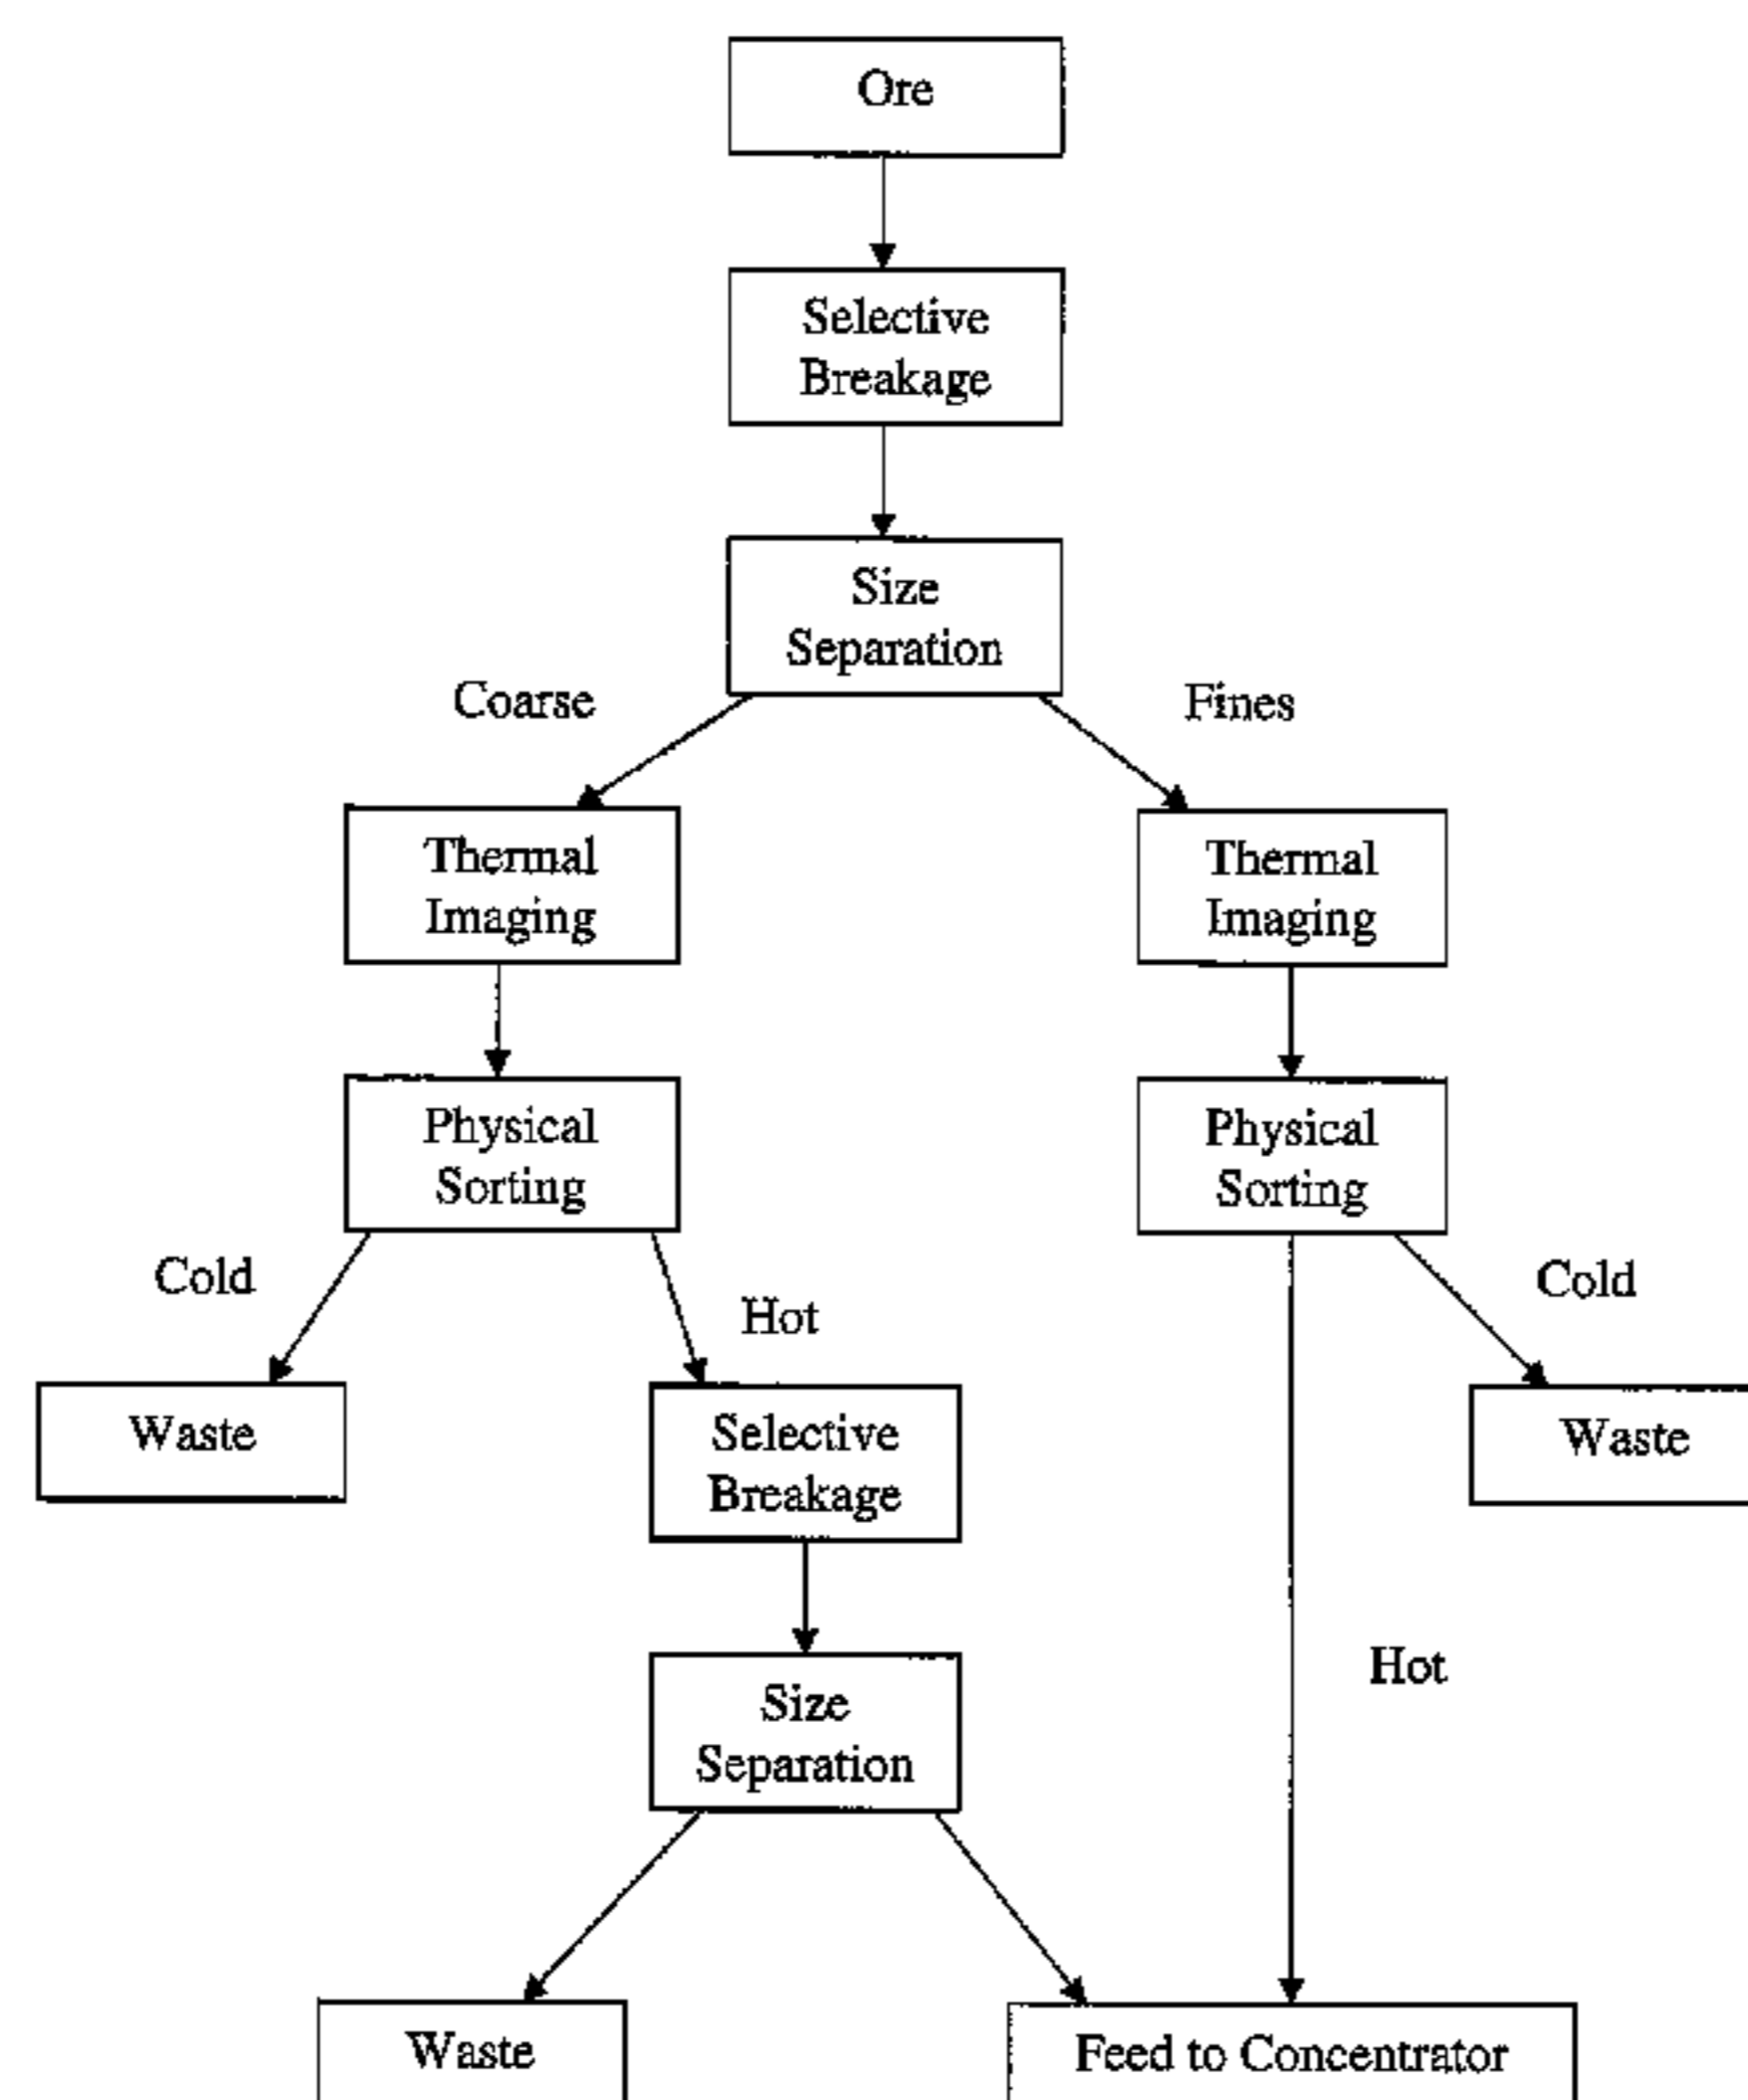 Ore
Selective
Breakage
Size
Separation
Coarse
Fines
Thermal
Imaging
Thermal
Imaging
Physical
Sorting
Physical
Sorting
Cold
Hot
Cold
Waste
Selective
Breakage
Waste
Hot
Size
Separation
Waste
Feed to Concentrator